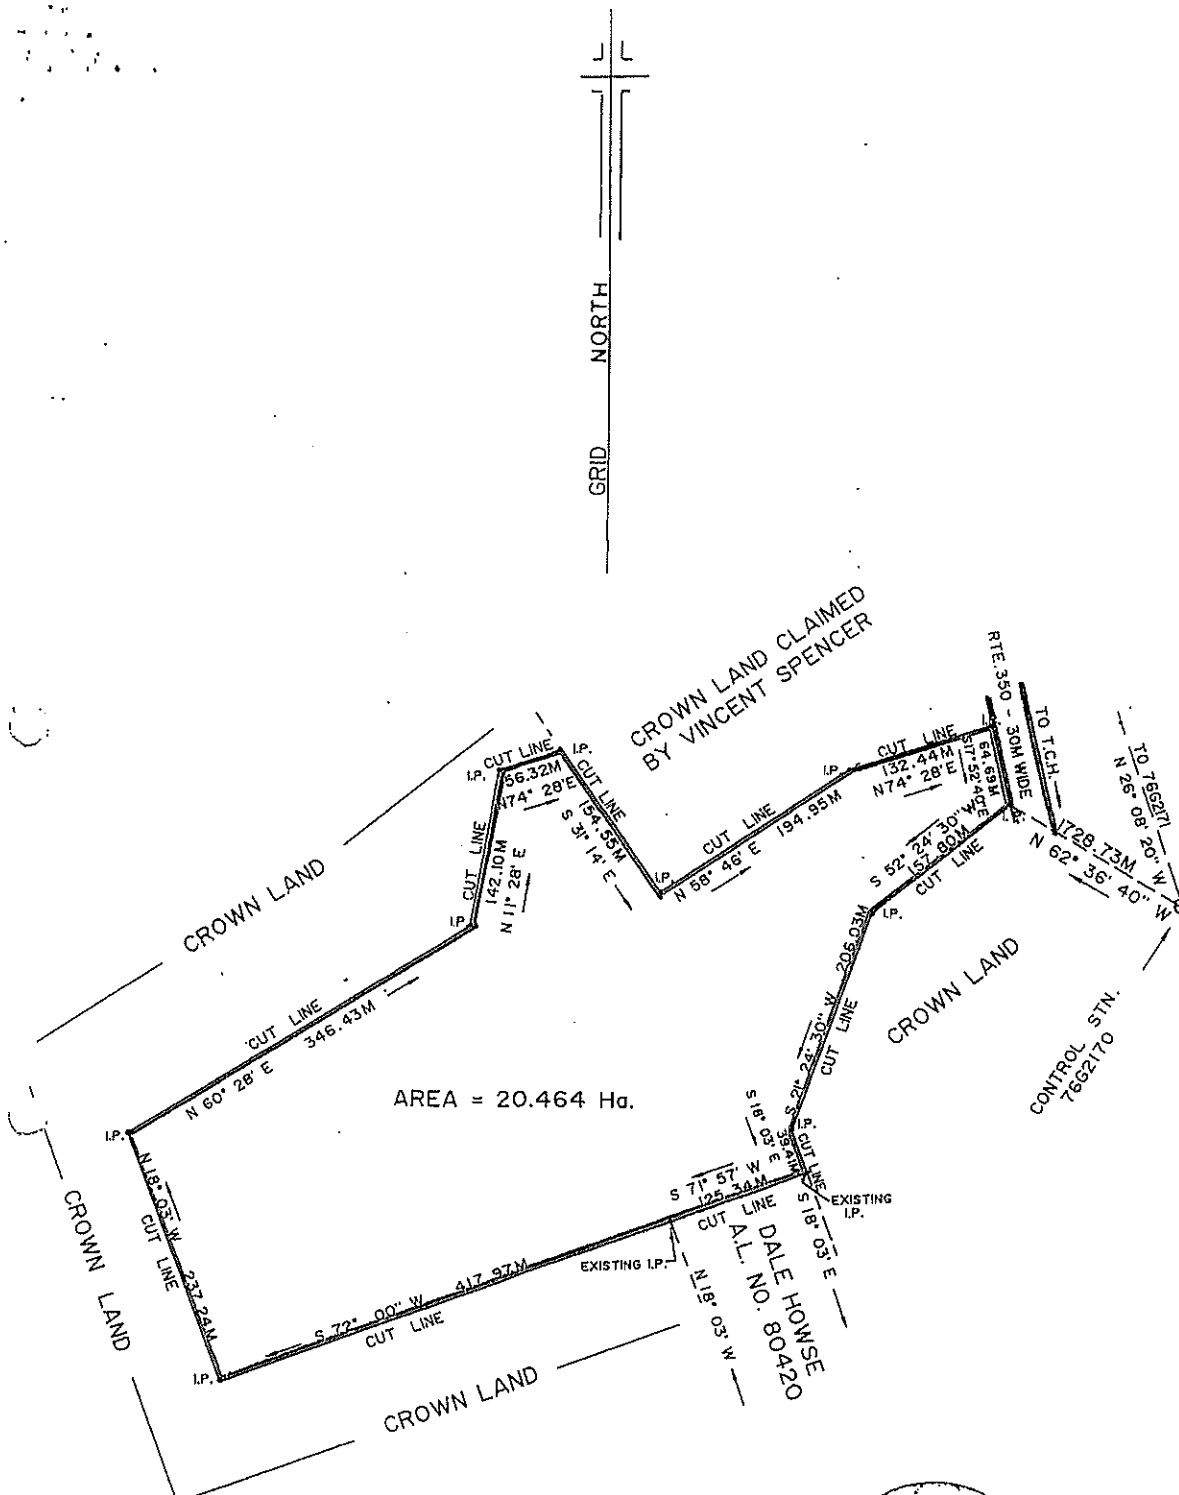 GRID NORTH
CROWN LAND CLAIMED
BY VINCENT SPENCER
RTE. 350 - 30M WIDE
TO T.C.H.
TO 76G2171
N 26° 08' 20" W
1728.73M
N 62° 36' 40" W
CONTROL STN.
76G2170
I.P.
64.69M
S17° 52' 40"E
I.P.
CUT LINE
132.44M
N74° 28' E
I.P.
CUT LINE
194.95M
N 58° 46' E
I.P.
CUT LINE
154.55M
S 31° 14' E
I.P.
CUT LINE
56.32M
N74° 28'E
I.P.
CUT LINE
142.10M
N 11° 28' E
I.P.
CROWN LAND
CUT LINE
346.43M
N 60° 28' E
I.P.
AREA = 20.464 Ha.
S 52° 24' 30" W
157.80M
CUT LINE
I.P.
206.03M
S 21° 24' 30" W
CUT LINE
CROWN LAND
I.P.
S 18° 03' E
39.41M
CUT LINE
EXISTING
I.P.
S 18° 03' E
S 71° 57' W
125.34M
CUT LINE
DALE HOWSE
A.L. NO. 80420
EXISTING I.P.
N 18° 03' W
417.97M
S 72° 00" W
CUT LINE
I.P.
N 18° 03' W
CUT LINE
237.24M
CROWN LAND
CROWN LAND